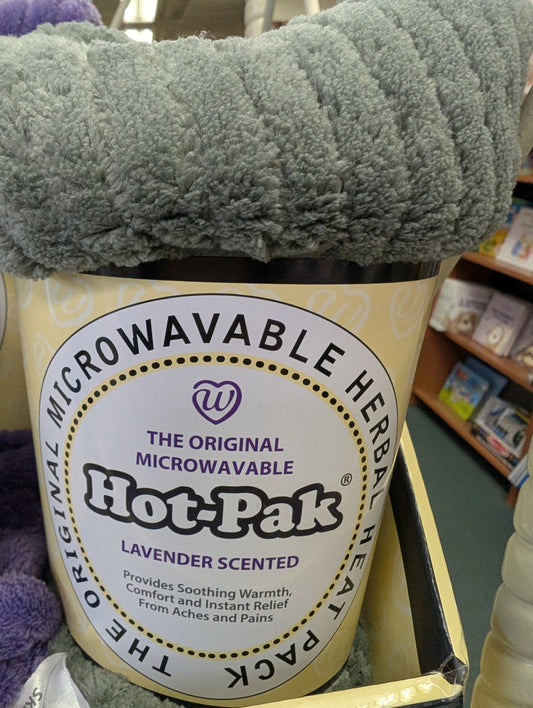 THE ORIGINAL MICROWAVABLE HERBAL HEAT PACK
w
THE ORIGINAL
MICROWAVABLE
Hot-Pak®
LAVENDER SCENTED
Provides Soothing Warmth,
Comfort and Instant Relief
From Aches and Pains